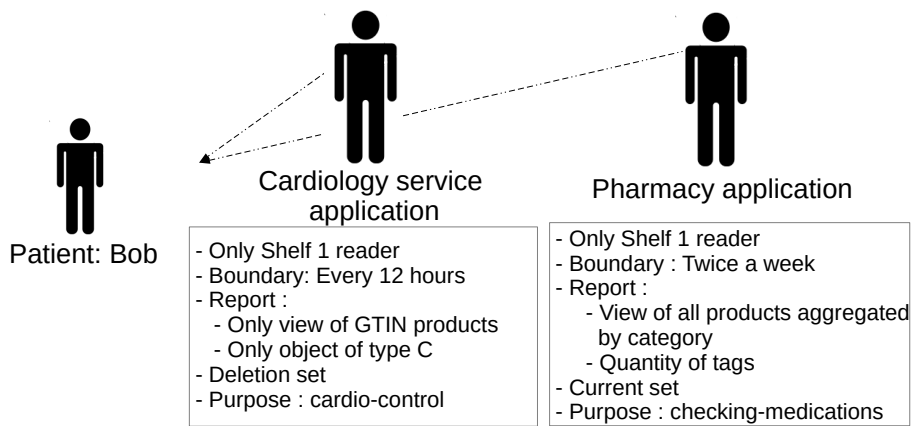 Cardiology service
application
Pharmacy application
Patient: Bob
- Only Shelf 1 reader
- Boundary: Every 12 hours
- Report :
- Only view of GTIN products
- Only object of type C
- Deletion set
- Purpose : cardio-control
- Only Shelf 1 reader
- Boundary : Twice a week
- Report :
- View of all products aggregated
by category
- Quantity of tags
- Current set
- Purpose : checking-medications